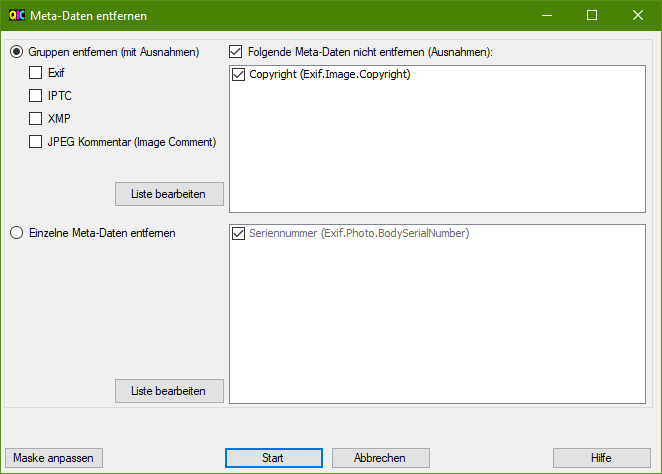 QIC Meta-Daten entfernen
Gruppen entfernen (mit Ausnahmen)
Exif
IPTC
XMP
JPEG Kommentar (Image Comment)
Liste bearbeiten
Folgende Meta-Daten nicht entfernen (Ausnahmen):
Copyright (Exif.Image.Copyright)
Einzelne Meta-Daten entfernen
Liste bearbeiten
Seriennummer (Exif.Photo.BodySerialNumber)
Maske anpassen
Start
Abbrechen
Hilfe